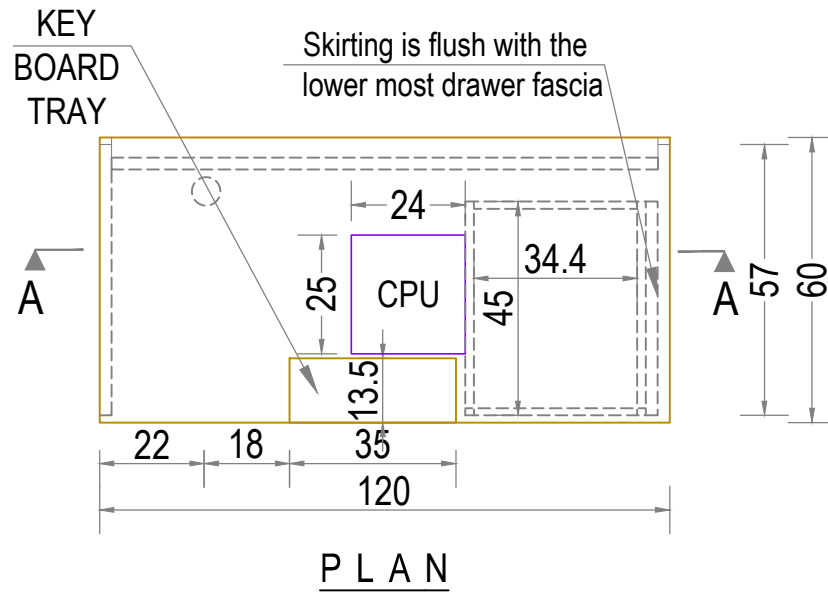 KEY
BOARD
TRAY
Skirting is flush with the
lower most drawer fascia
24
34.4
A
25
CPU
45
A
57
60
13.5
22
18
35
120
PLAN